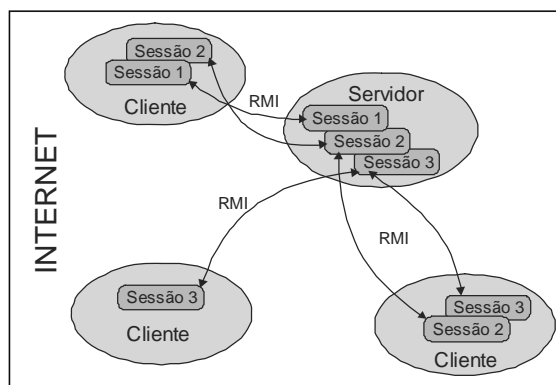 INTERNET
Sessão 2
Sessão 1
Cliente
RMI
Servidor
Sessão 1
Sessão 2
Sessão 3
RMI
RMI
Sessão 3
Cliente
Sessão 3
Sessão 2
Cliente